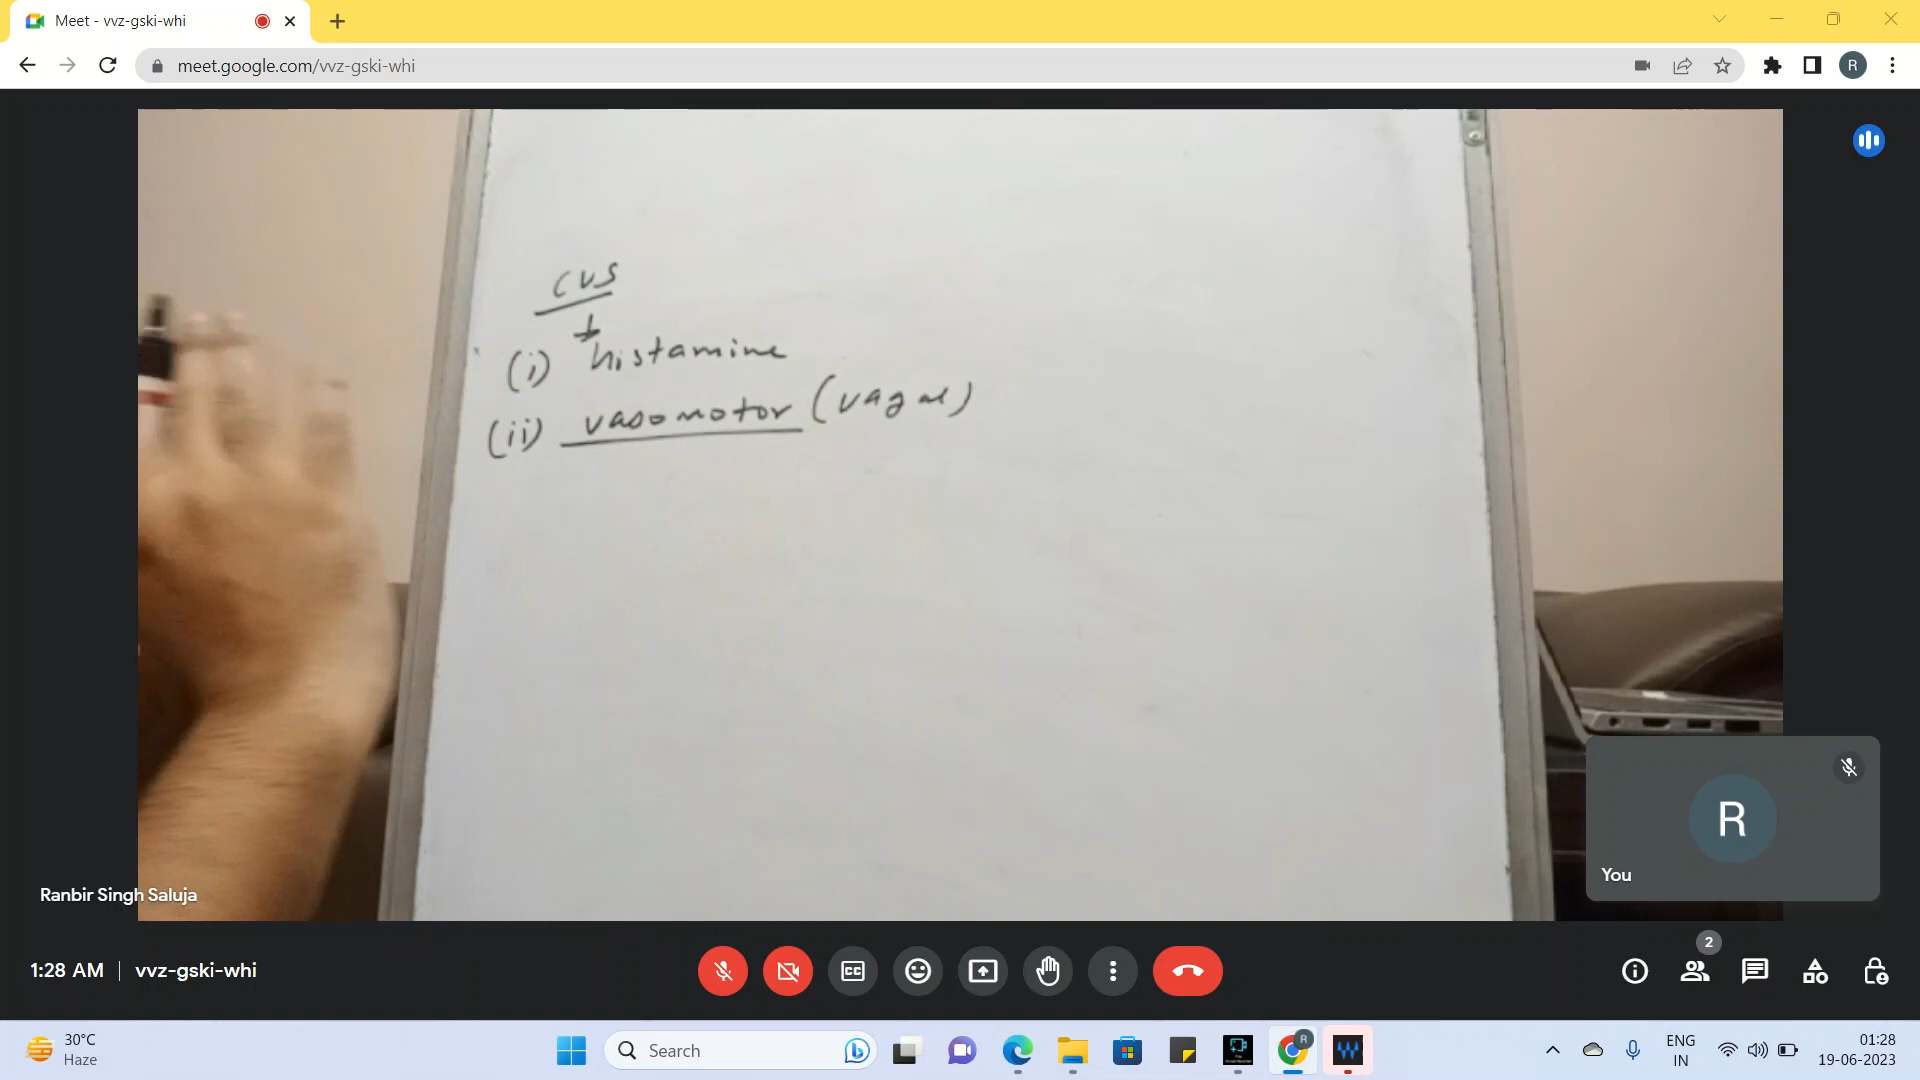 Meet - vvz-gski-whi
meet.google.com/vvz-gski-whi
R
CVS
(i) histamine
(ii) vasomotor (vagal)
R
You
Ranbir Singh Saluja
1:28 AM | vvz-gski-whi
CC
2
30°C
Haze
Search
R
ENG
IN
01:28
19-06-2023